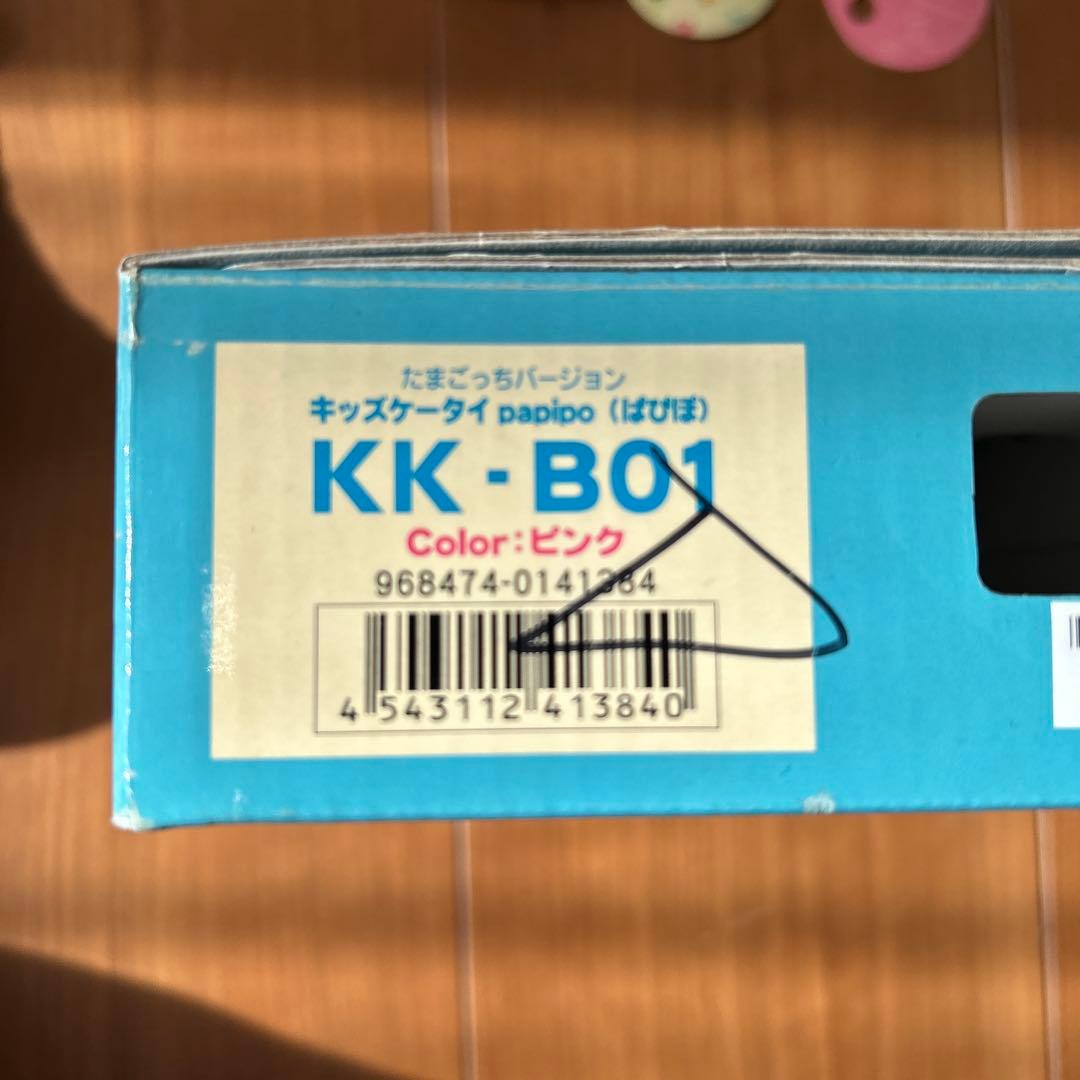 たまごっちバージョン
キッズケータイ papipo（ぱぴぽ）
KK-B01
Color：ピンク
968474-0141384
4 543112 413840